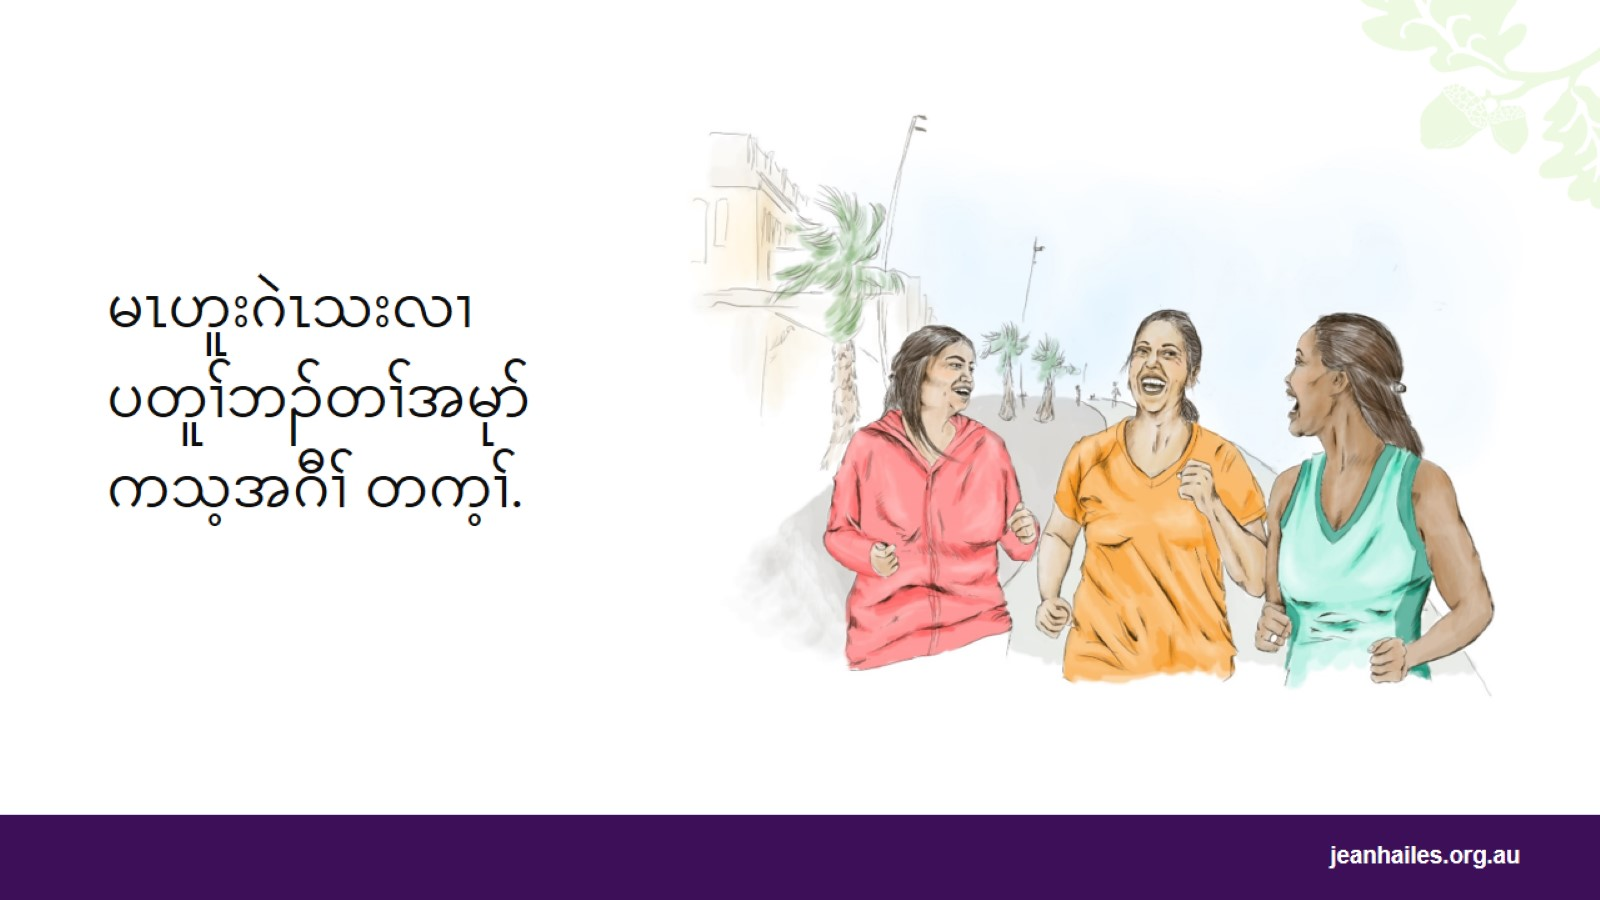 မၤဟူးဂဲၤသးလၢ
ပတူၢ်ဘၣ်တၢ်အမုာ်
ကသ့အဂီၢ် တက့ၢ်.
jeanhailes.org.au